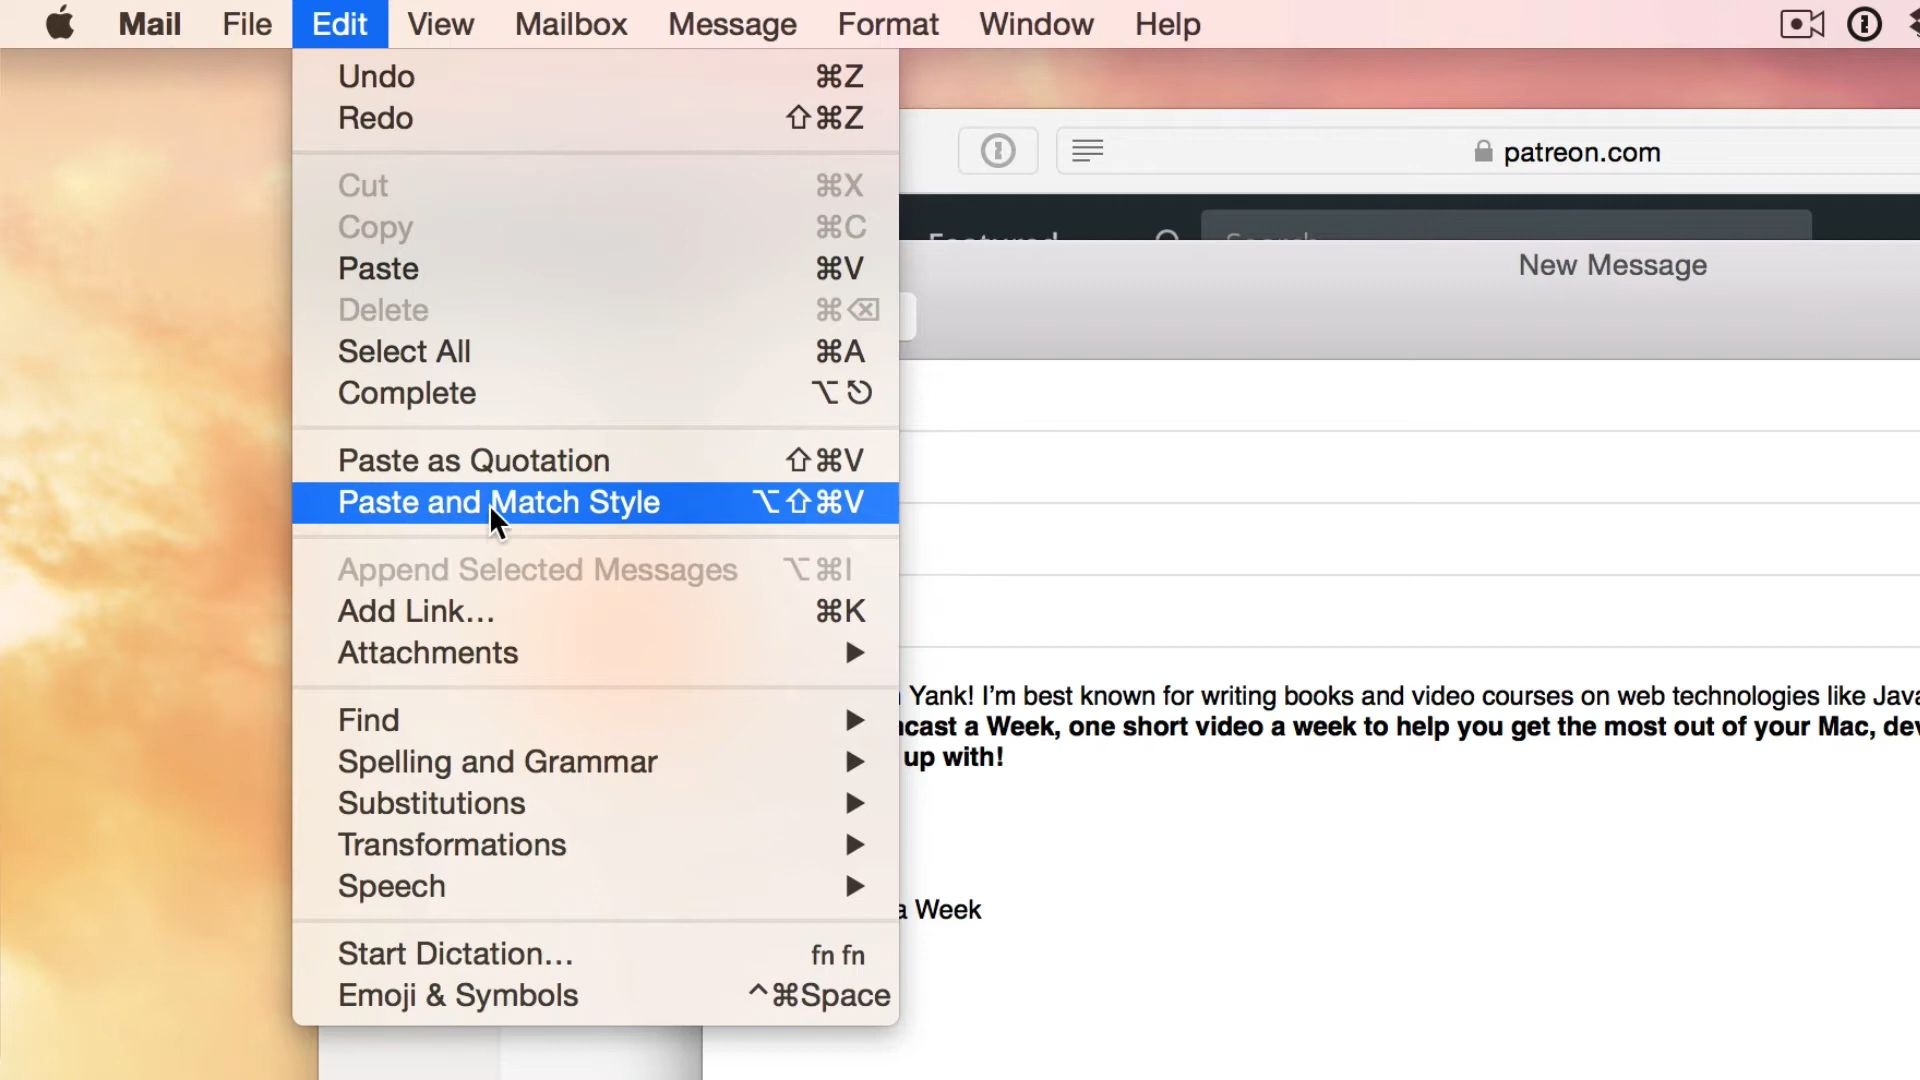 Mail File Edit View Mailbox Message Format Window Help
Undo ⌘Z
Redo ⇧⌘Z
Cut ⌘X
Copy ⌘C
Paste ⌘V
Delete ⌘⌫
Select All ⌘A
Complete ⌥⎋
Paste as Quotation ⇧⌘V
Paste and Match Style ⌥⇧⌘V
Append Selected Messages ⌥⌘I
Add Link... ⌘K
Attachments ▶
Find ▶
Spelling and Grammar ▶
Substitutions ▶
Transformations ▶
Speech ▶
Start Dictation... fn fn
Emoji & Symbols ^⌘Space
patreon.com
Featured Search
New Message
Yank! I'm best known for writing books and video courses on web technologies like
a Week, one short video a week to help you get the most out of your Mac,
up with!
a Week